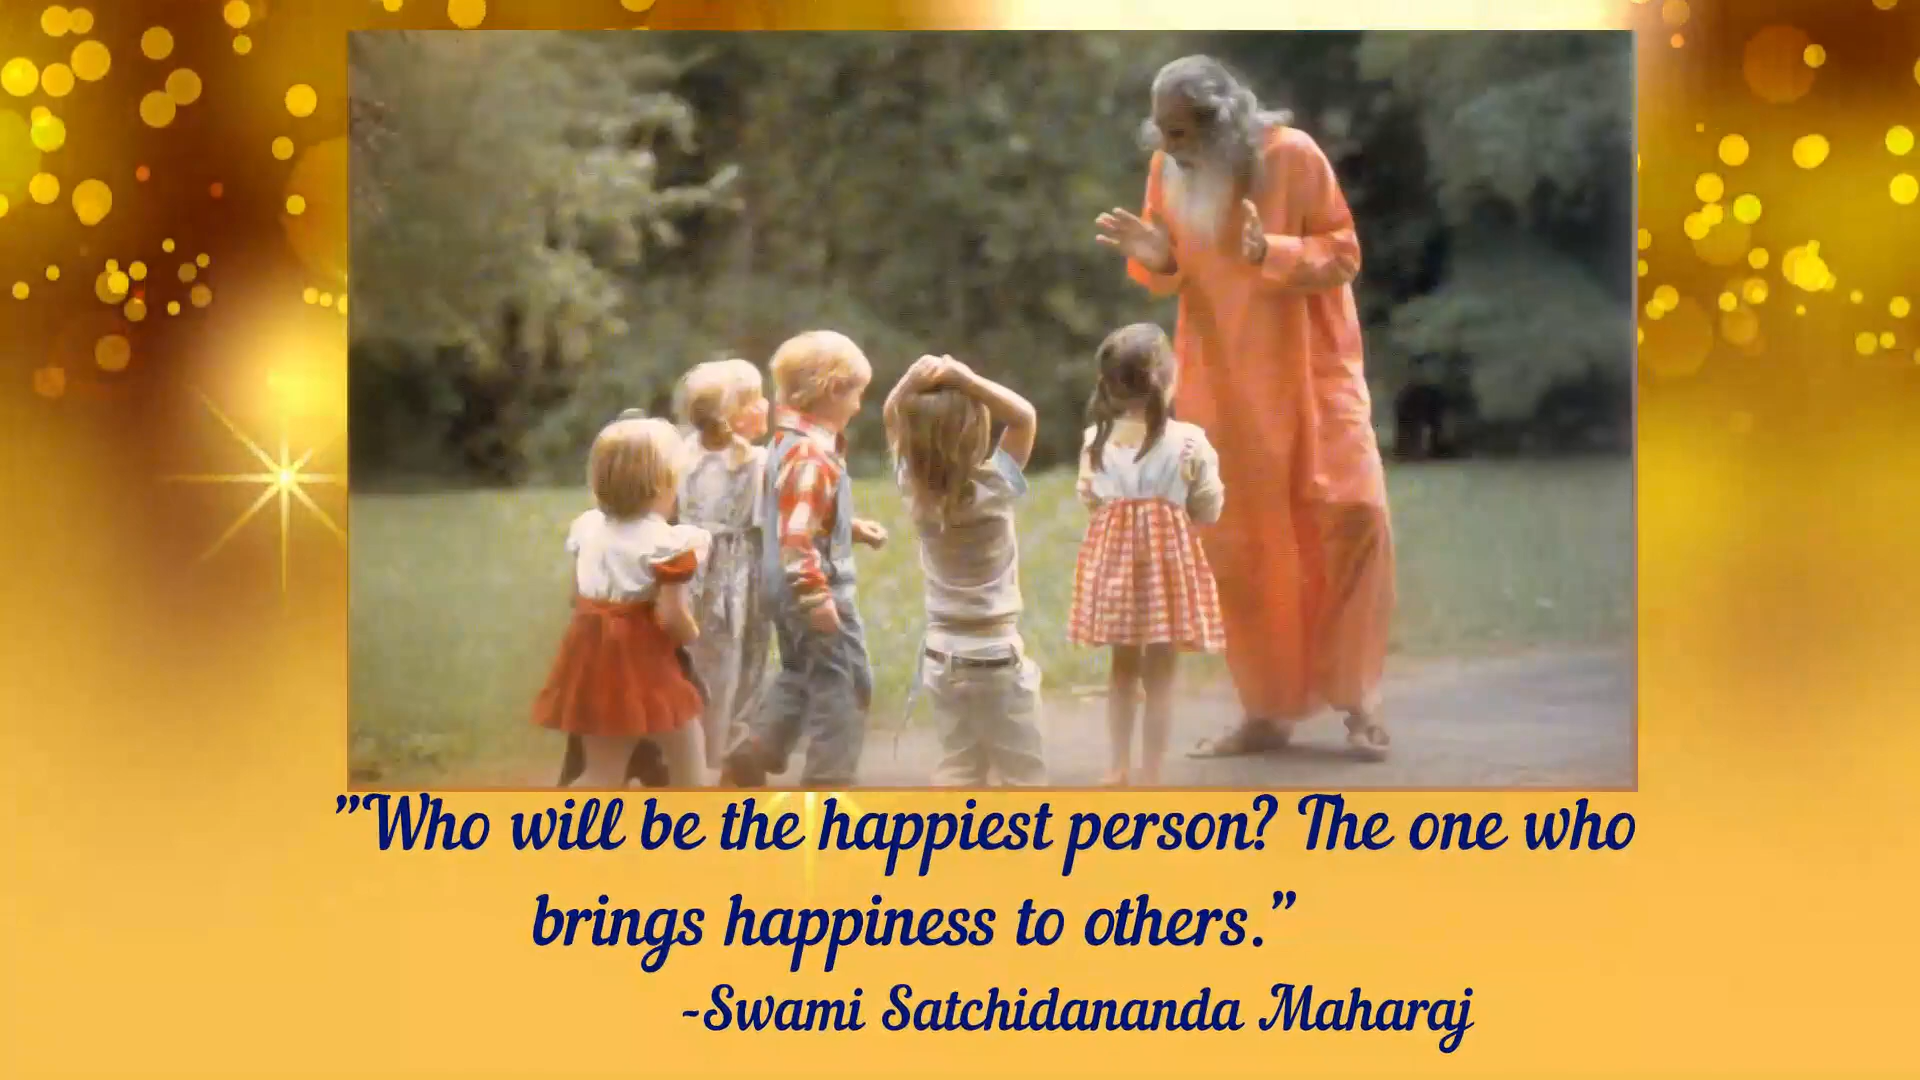 "Who will be the happiest person? The one who
brings happiness to others."
-Swami Satchidananda Maharaj